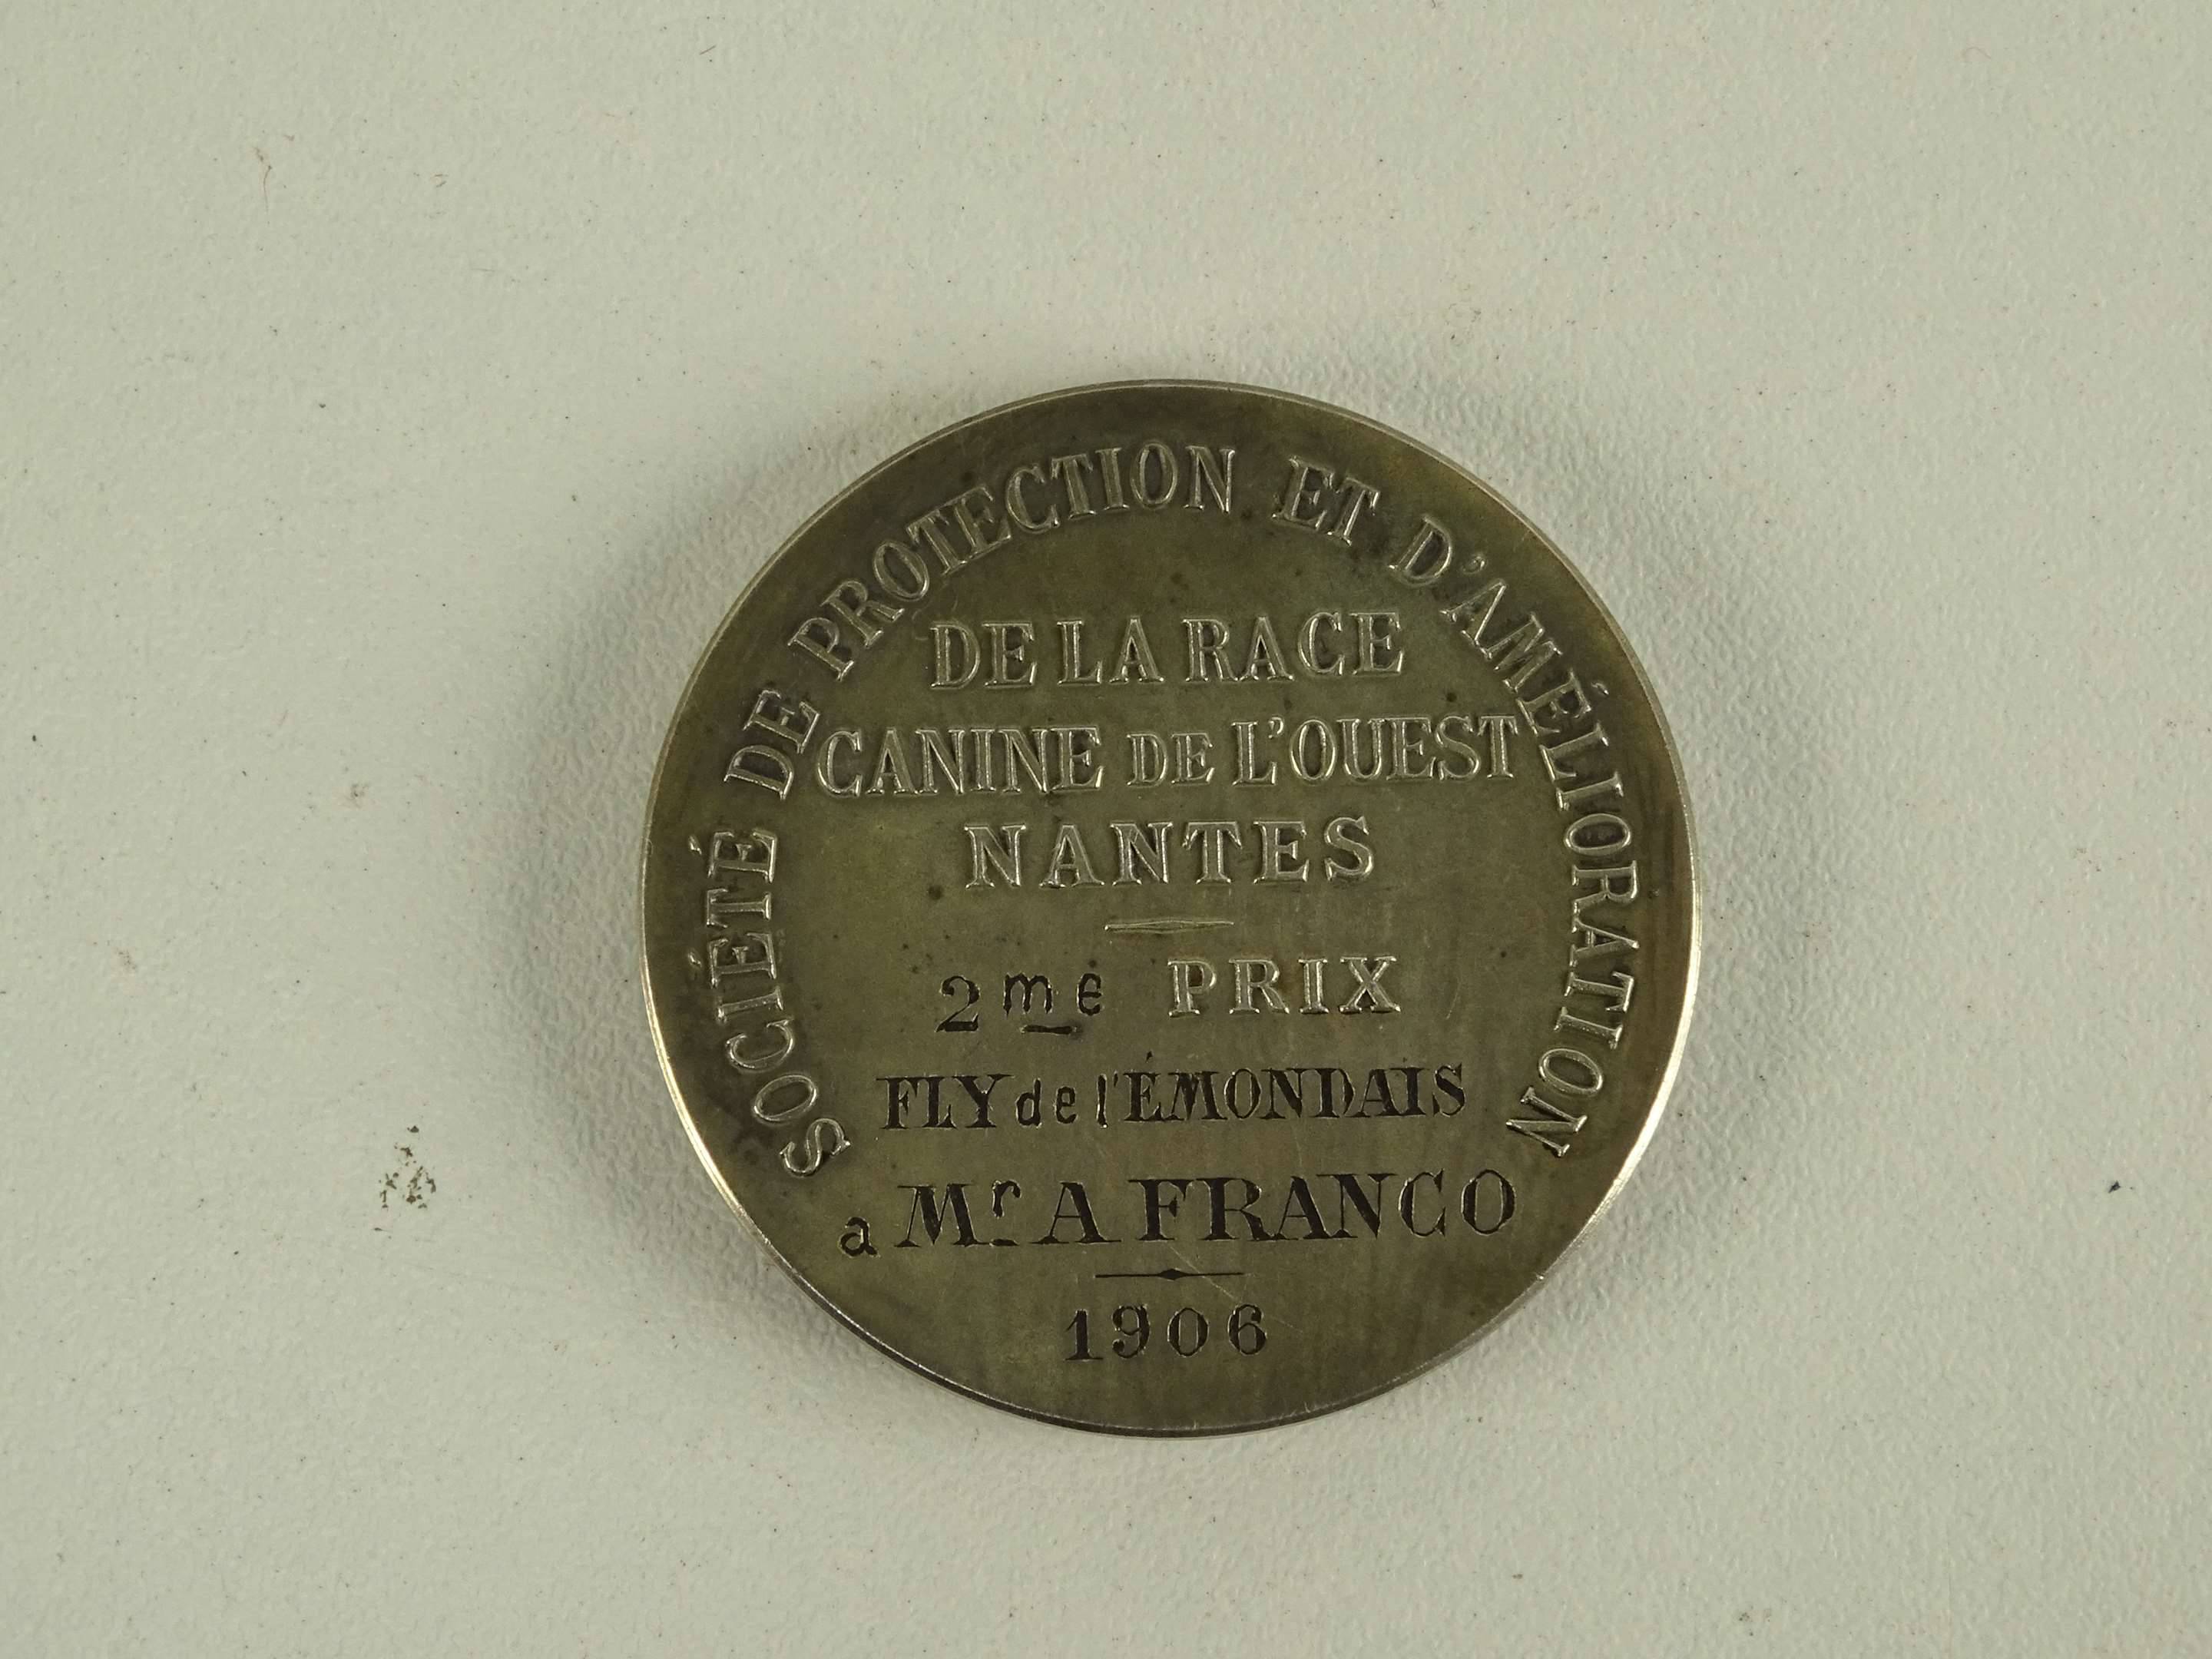 SOCIÉTÉ DE PROTECTION ET D'AMÉLIORATION
DE LA RACE
CANINE DE L'OUEST
NANTES
2me PRIX
FLY de l'ÉMONDAIS
a Mr A FRANCO
1906